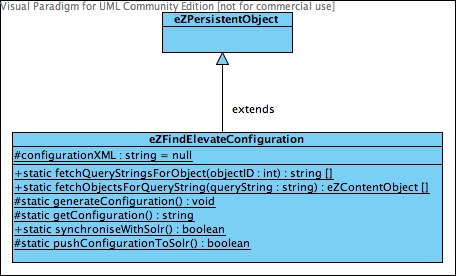 Visual Paradigm for UML Community Edition [not for commercial use]
eZPersistentObject
extends
eZFindElevateConfiguration
#configurationXML : string = null
+static fetchQueryStringsForObject(objectID : int) : string []
+static fetchObjectsForQueryString(queryString : string) : eZContentObject []
#static generateConfiguration() : void
#static getConfiguration() : string
+static synchroniseWithSolr() : boolean
#static pushConfigurationToSolr() : boolean